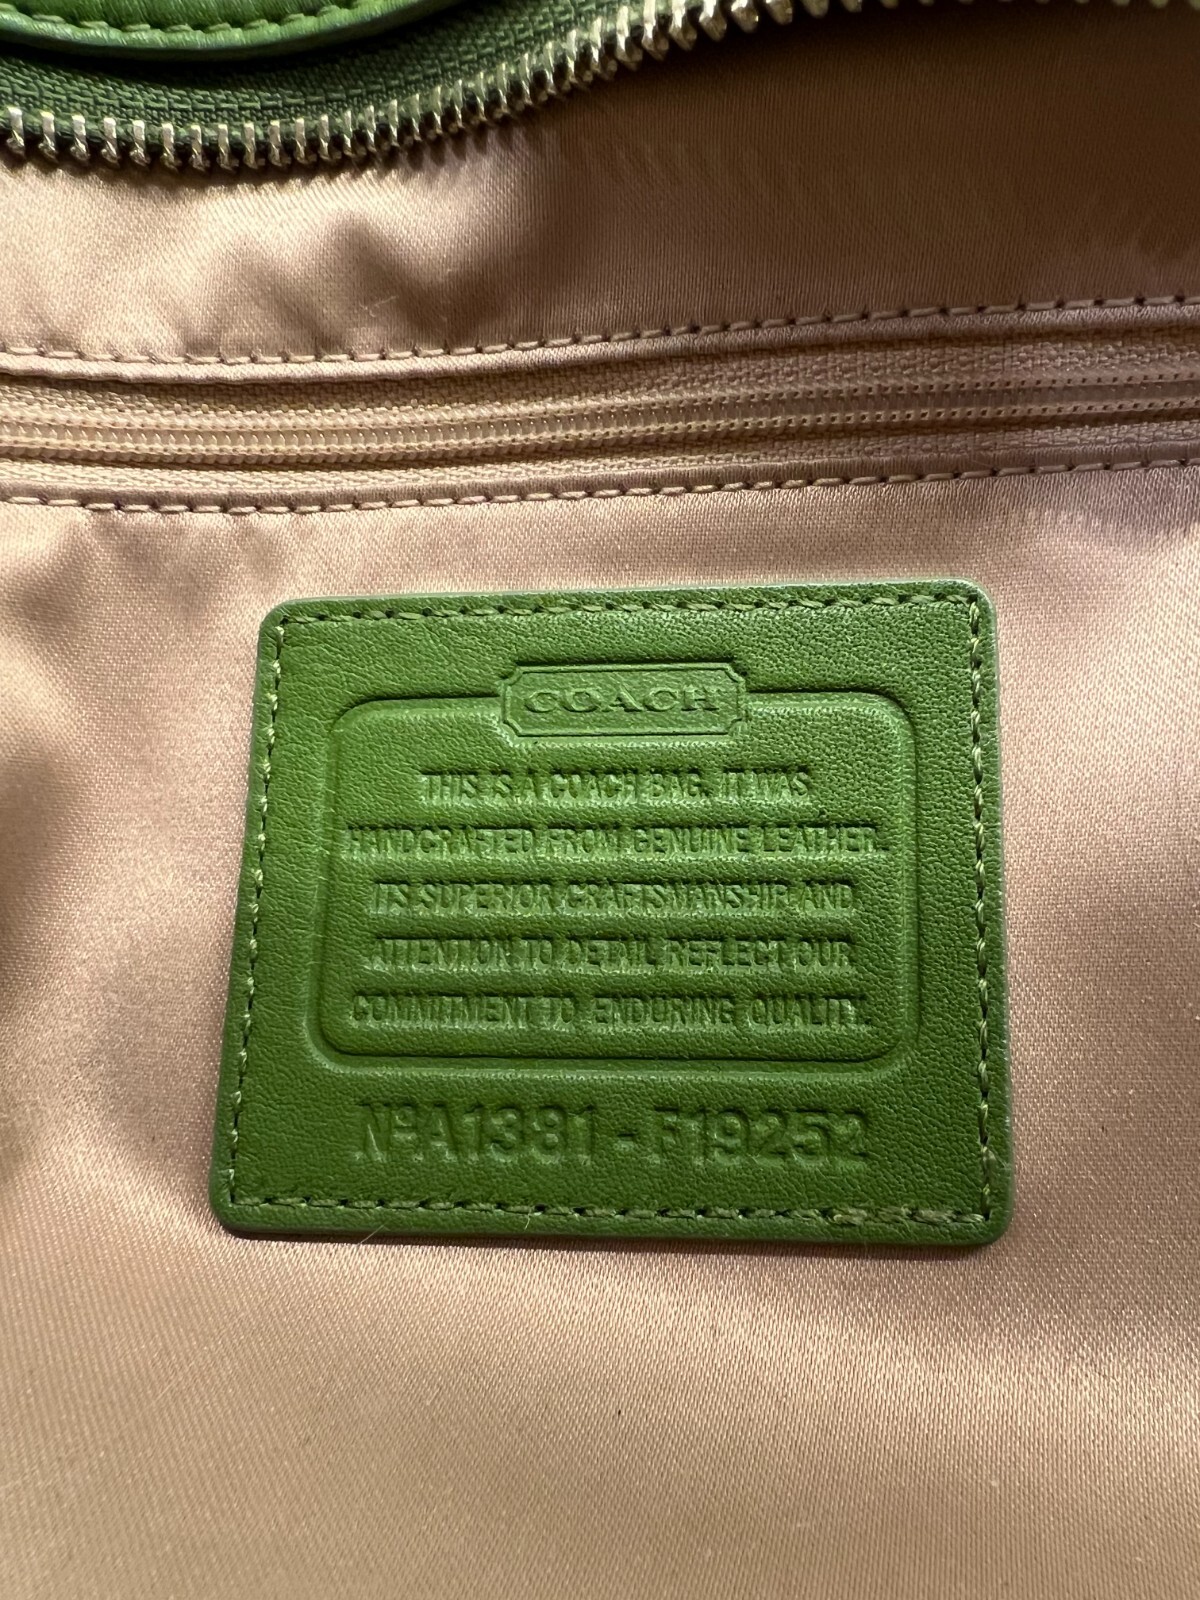 COACH
THIS IS A COACH BAG. IT WAS
HANDCRAFTED FROM GENUINE LEATHER.
ITS SUPERIOR CRAFTSMANSHIP AND
ATTENTION TO DETAIL REFLECT OUR
COMMITMENT TO ENDURING QUALITY.
NºA1381-F19252